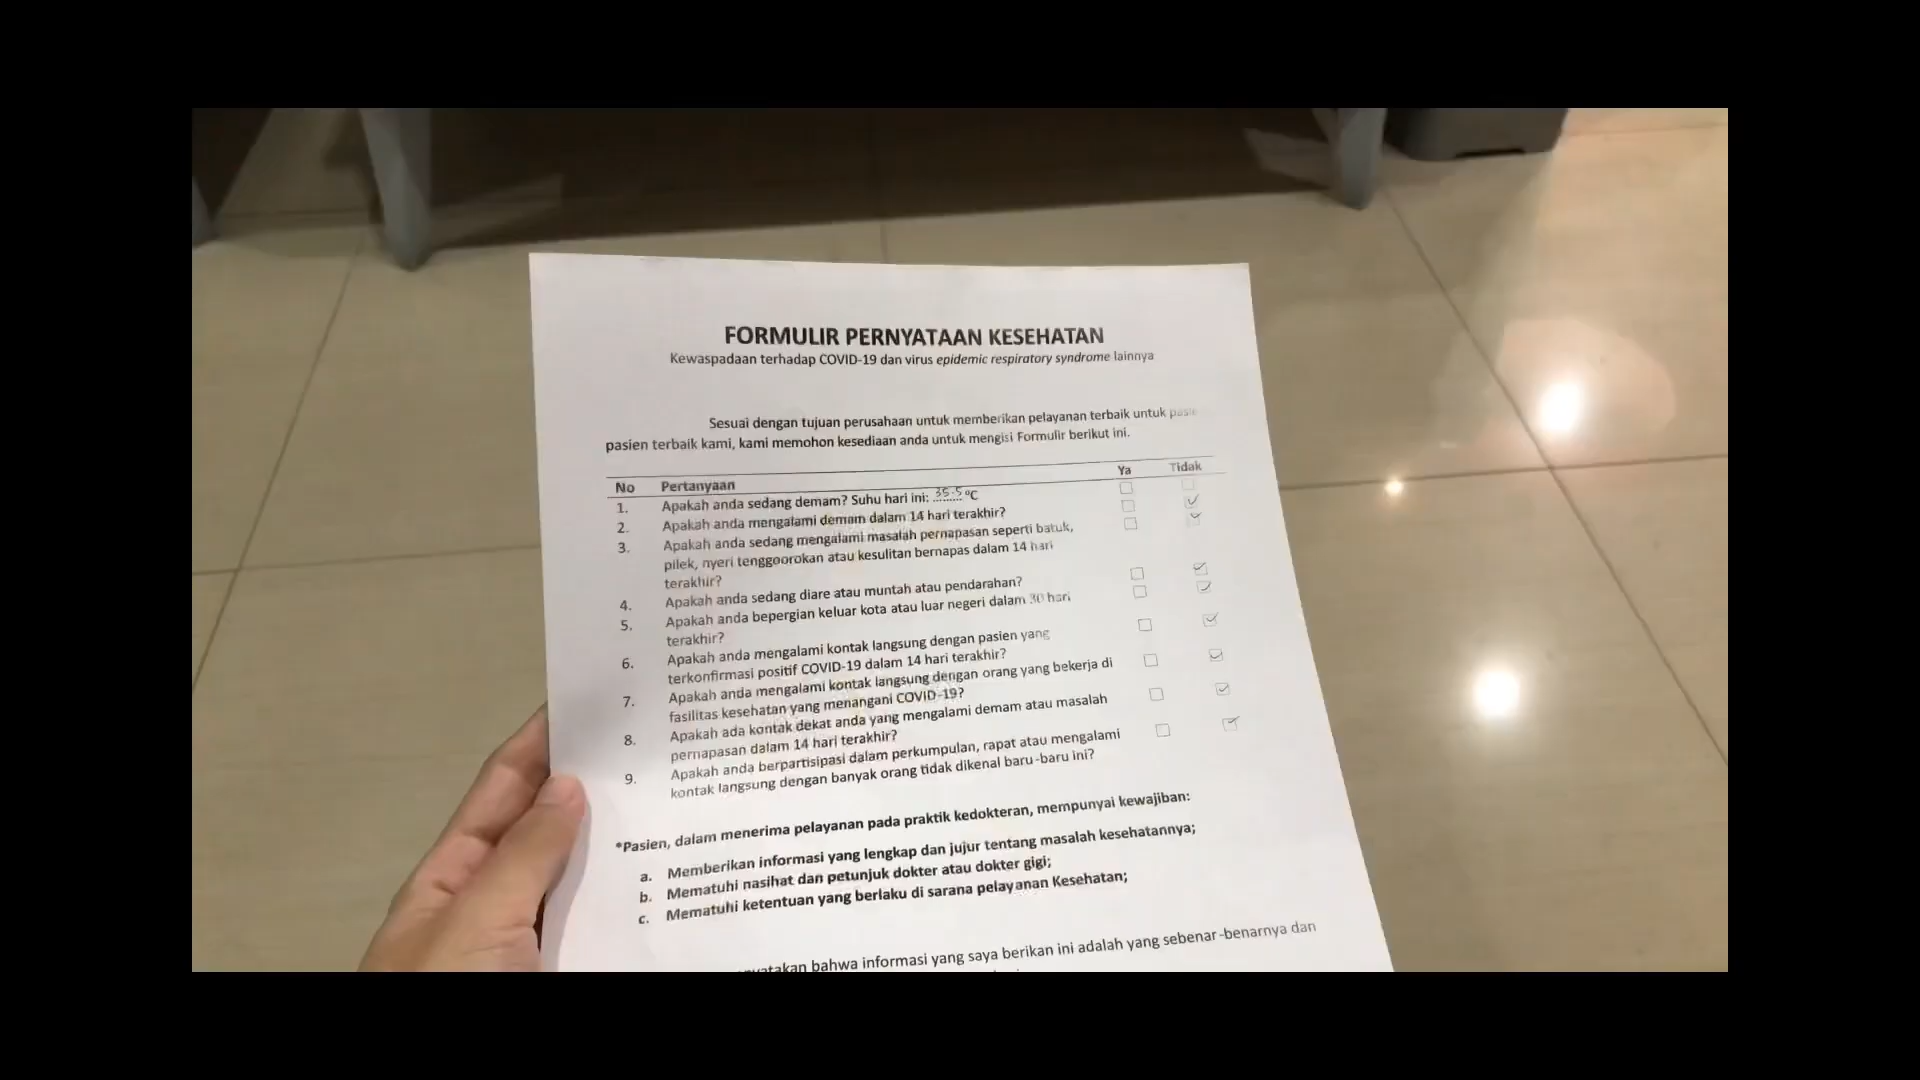 FORMULIR PERNYATAAN KESEHATAN
Kewaspadaan terhadap COVID-19 dan virus epidemic respiratory syndrome lainnya
Sesuai dengan tujuan perusahaan untuk memberikan pelayanan terbaik untuk
pasien terbaik kami, kami memohon kesediaan anda untuk mengisi Formulir berikut ini.
No Pertanyaan Ya Tidak
1. Apakah anda sedang demam? Suhu hari ini: 35.5 °C
2. Apakah anda mengalami demam dalam 14 hari terakhir?
3. Apakah anda sedang mengalami masalah pernapasan seperti batuk,
pilek, nyeri tenggoorokan atau kesulitan bernapas dalam 14 hari
terakhir?
4. Apakah anda sedang diare atau muntah atau pendarahan?
5. Apakah anda bepergian keluar kota atau luar negeri dalam 30 hari
terakhir?
6. Apakah anda mengalami kontak langsung dengan pasien yang
terkonfirmasi positif COVID-19 dalam 14 hari terakhir?
7. Apakah anda mengalami kontak langsung dengan orang yang bekerja di
fasilitas kesehatan yang menangani COVID-19?
8. Apakah ada kontak dekat anda yang mengalami demam atau masalah
pernapasan dalam 14 hari terakhir?
9. Apakah anda berpartisipasi dalam perkumpulan, rapat atau mengalami
kontak langsung dengan banyak orang tidak dikenal baru-baru ini?
*Pasien, dalam menerima pelayanan pada praktik kedokteran, mempunyai kewajiban:
a. Memberikan informasi yang lengkap dan jujur tentang masalah kesehatannya;
b. Mematuhi nasihat dan petunjuk dokter atau dokter gigi;
c. Mematuhi ketentuan yang berlaku di sarana pelayanan Kesehatan;
bahwa informasi yang saya berikan ini adalah yang sebenar-benarnya dan